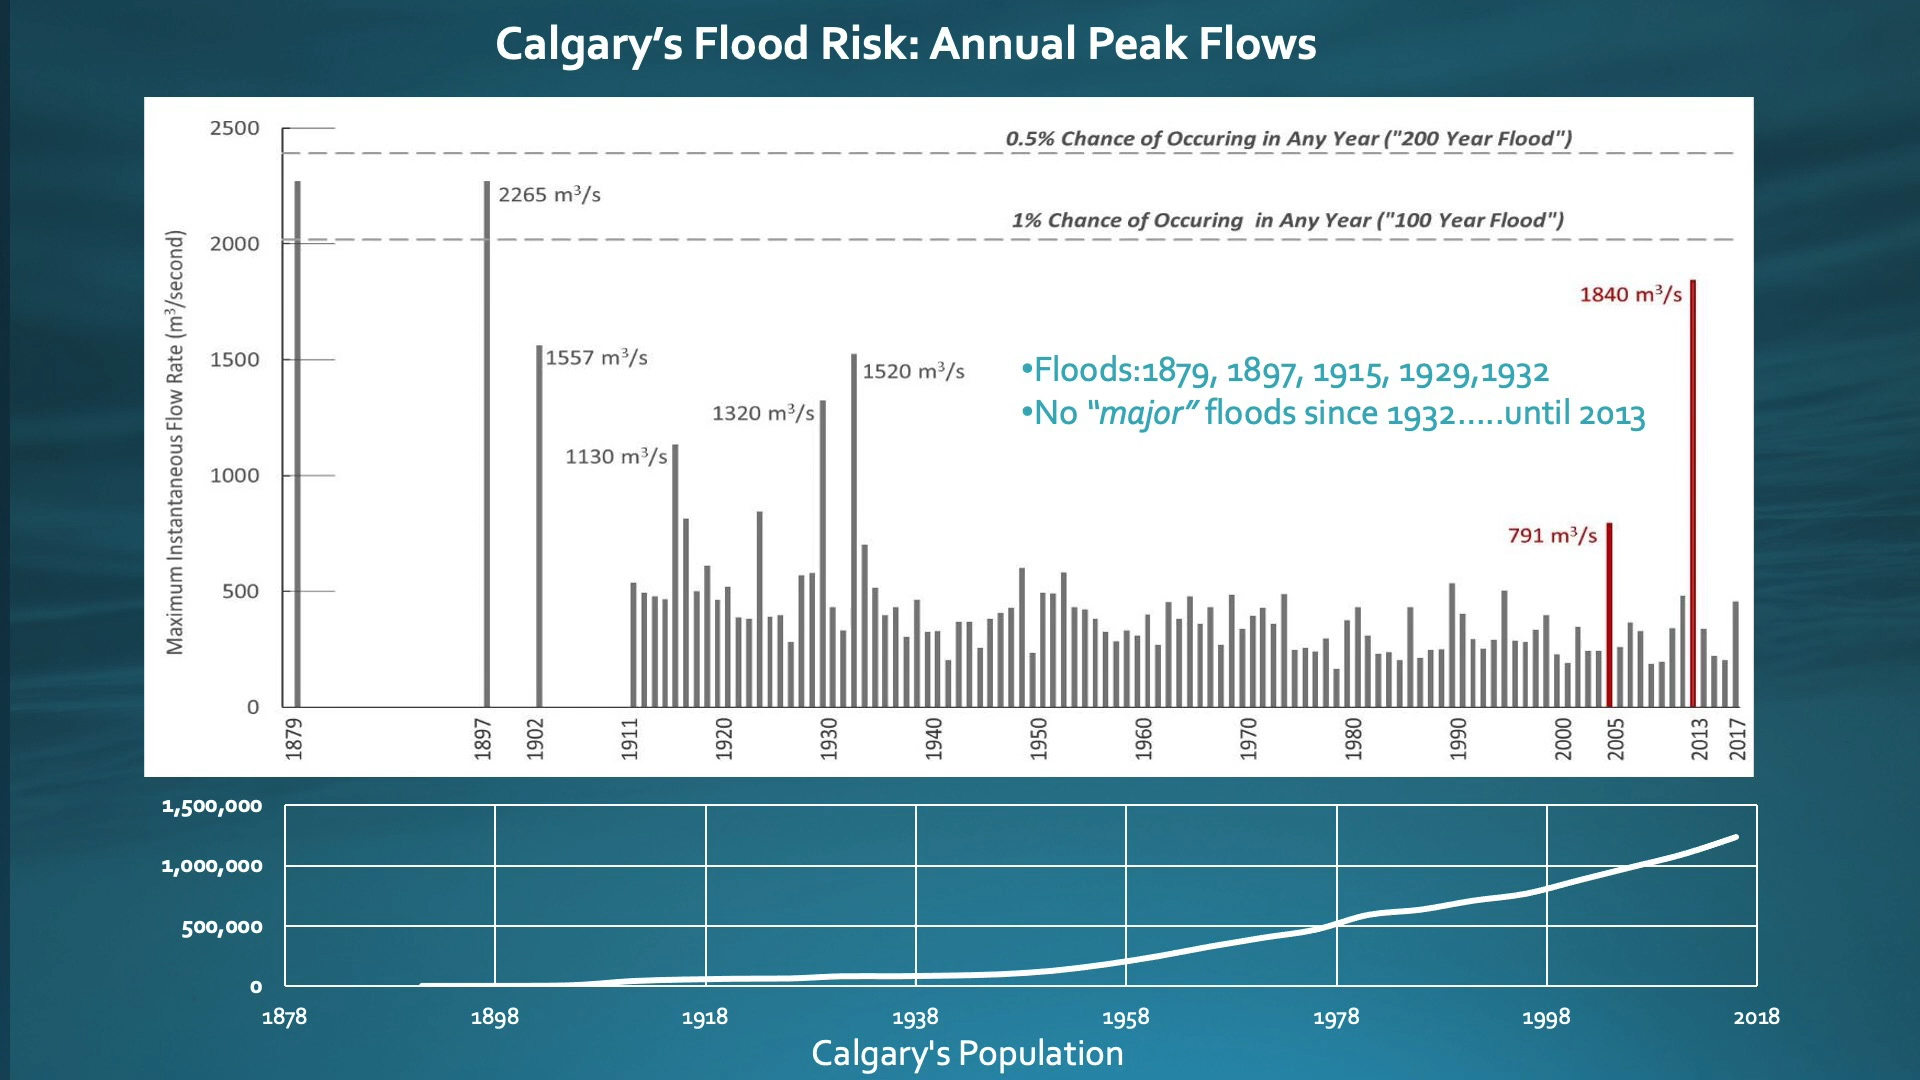 Calgary’s Flood Risk: Annual Peak Flows
2500
2000
1500
1000
500
0
Maximum Instantaneous Flow Rate (m³/second)
0.5% Chance of Occuring in Any Year ("200 Year Flood")
2265 m³/s
1% Chance of Occuring in Any Year ("100 Year Flood")
1840 m³/s
1557 m³/s
1520 m³/s
•Floods:1879, 1897, 1915, 1929,1932
•No “major” floods since 1932.....until 2013
1320 m³/s
1130 m³/s
791 m³/s
1879 1897 1902 1911 1920 1930 1940 1950 1960 1970 1980 1990 2000 2005 2013 2017
1,500,000
1,000,000
500,000
0
1878 1898 1918 1938 1958 1978 1998 2018
Calgary's Population